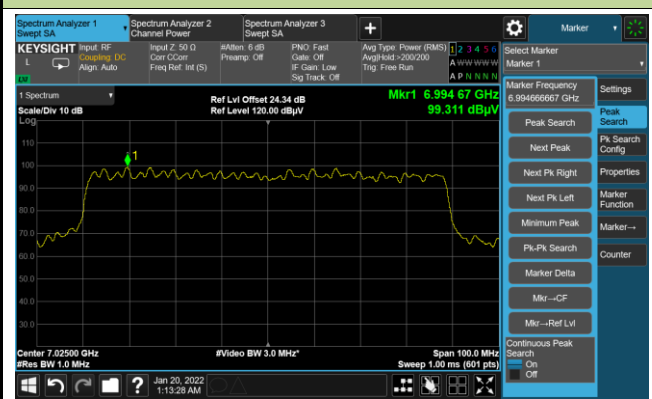 Spectrum Analyzer 1
Swept SA
Spectrum Analyzer 2
Channel Power
Spectrum Analyzer 3
Swept SA
+
Marker
KEYSIGHT
L
Input: RF
Coupling: DC
Align: Auto
Input Z: 50 Ω
Corr CCorr
Freq Ref: Int (S)
#Atten: 6 dB
Preamp: Off
PNO: Fast
Gate: Off
IF Gain: Low
Sig Track: Off
Avg Type: Power (RMS)
Avg|Hold:>200/200
Trig: Free Run
1 2 3 4 5 6
A W W W W W
A P N N N N
Select Marker
Marker 1
1 Spectrum
Scale/Div 10 dB
Log
Ref Lvl Offset 24.34 dB
Ref Level 120.00 dBµV
Mkr1 6.994 67 GHz
99.311 dBµV
110
100
90.0
80.0
70.0
60.0
50.0
40.0
30.0
1
Center 7.02500 GHz
#Res BW 1.0 MHz
#Video BW 3.0 MHz*
Span 100.0 MHz
Sweep 1.00 ms (601 pts)
Marker Frequency
6.994666667 GHz
Peak Search
Next Peak
Next Pk Right
Next Pk Left
Minimum Peak
Pk-Pk Search
Marker Delta
Mkr→CF
Mkr→Ref Lvl
Continuous Peak
Search
On
Off
Settings
Peak
Search
Pk Search
Config
Properties
Marker
Function
Marker→
Counter
?
Jan 20, 2022
1:13:28 AM